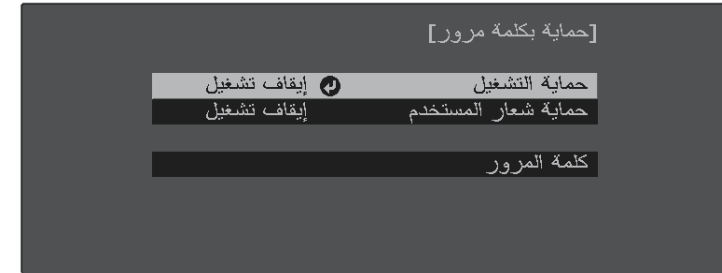 [حماية بكلمة مرور]
حماية التشغيل إيقاف تشغيل
حماية شعار المستخدم إيقاف تشغيل
كلمة المرور